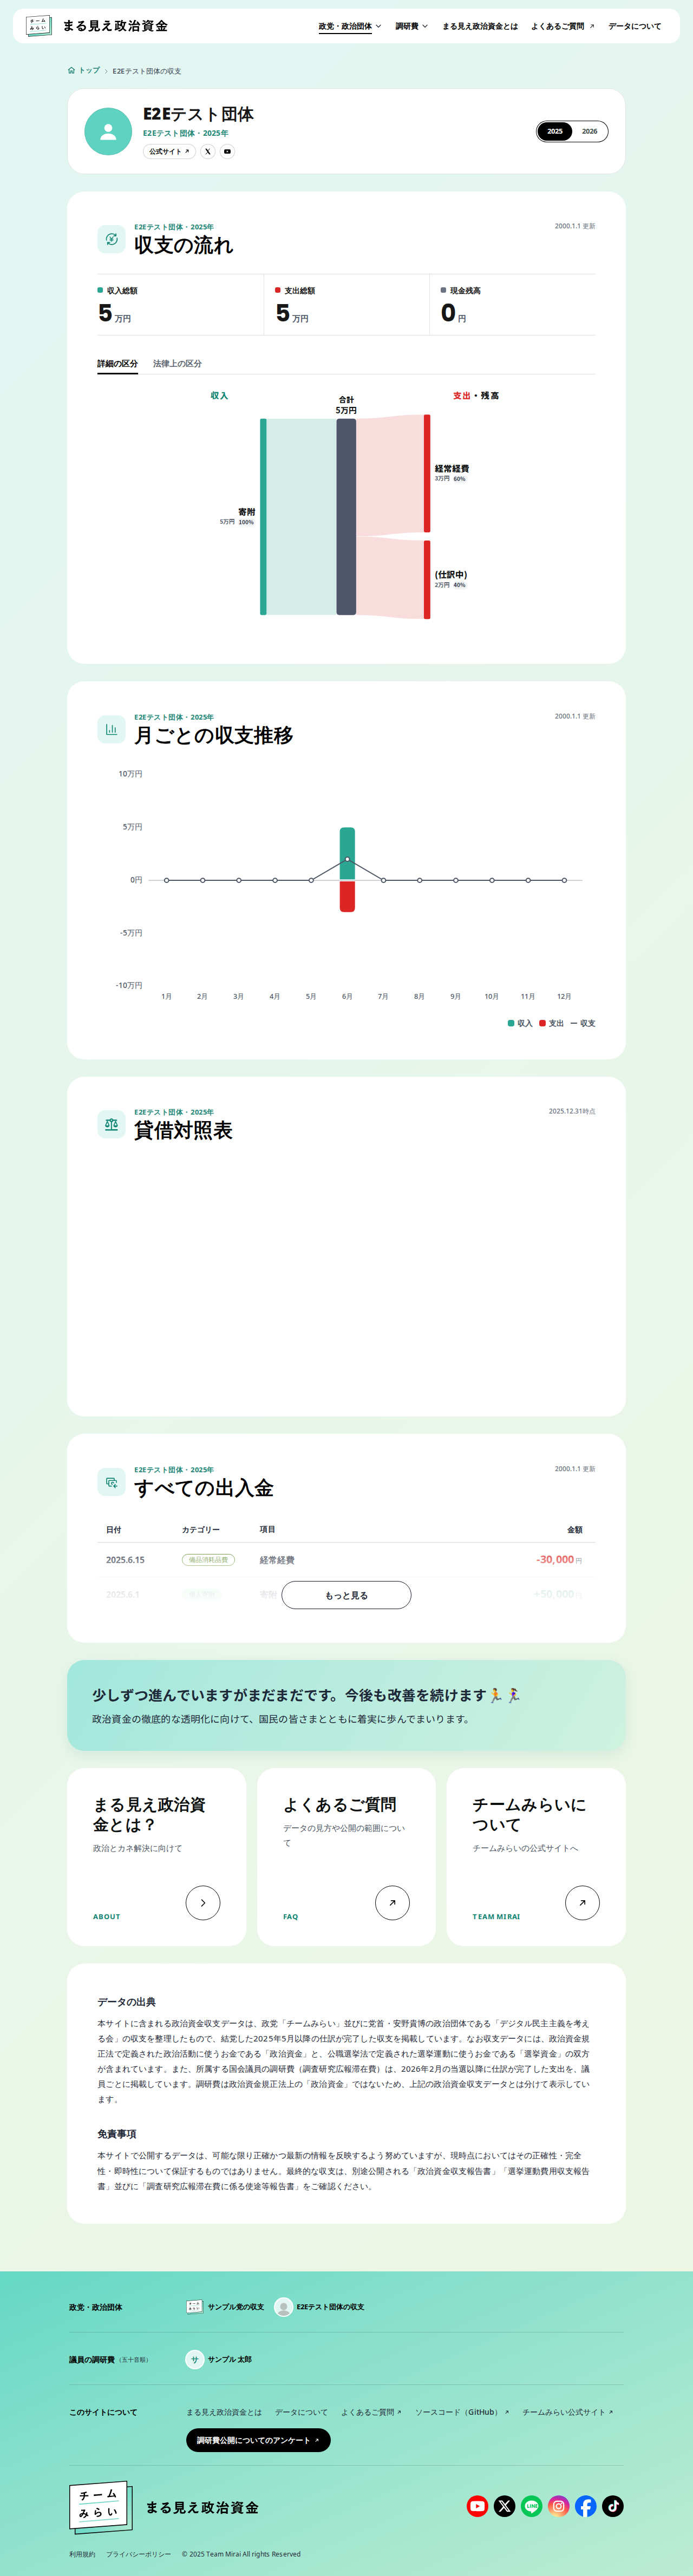 チーム
みらい
まる見え政治資金
政党・政治団体
調研費
まる見え政治資金とは
よくあるご質問
データについて
トップ
E2Eテスト団体の収支
E2Eテスト団体
E2Eテスト団体・2025年
公式サイト
2025
2026
E2Eテスト団体・2025年
収支の流れ
2000.1.1 更新
収入総額
5 万円
支出総額
5 万円
現金残高
0 円
詳細の区分
法律上の区分
収入
合計
5万円
支出・残高
寄附
5万円 100%
経常経費
3万円 60%
(仕訳中)
2万円 40%
E2Eテスト団体・2025年
月ごとの収支推移
2000.1.1 更新
10万円
5万円
0円
-5万円
-10万円
1月
2月
3月
4月
5月
6月
7月
8月
9月
10月
11月
12月
収入
支出
収支
E2Eテスト団体・2025年
貸借対照表
2025.12.31時点
E2Eテスト団体・2025年
すべての出入金
2000.1.1 更新
日付
カテゴリー
項目
金額
2025.6.15
備品消耗品費
経常経費
-30,000 円
2025.6.1
寄附
+50,000 円
もっと見る
少しずつ進んでいますがまだまだです。今後も改善を続けます🏃🏃‍♀️
政治資金の徹底的な透明化に向けて、国民の皆さまとともに着実に歩んでまいります。
まる見え政治資
金とは？
政治とカネ解決に向けて
ABOUT
よくあるご質問
データの見方や公開の範囲につい
て
FAQ
チームみらいに
ついて
チームみらいの公式サイトへ
TEAM MIRAI
データの出典
本サイトに含まれる政治資金収支データは、政党「チームみらい」並びに党首・安野貴博の政治団体である「デジタル民主主義を考え
る会」の収支を整理したもので、結党した2025年5月以降の仕訳が完了した収支を掲載しています。なお収支データには、政治資金規
正法で定義された政治活動に使うお金である「政治資金」と、公職選挙法で定義された選挙運動に使うお金である「選挙資金」の双方
が含まれています。また、所属する国会議員の調研費（調査研究広報滞在費）は、2026年2月の当選以降に仕訳が完了した支出を、議
員ごとに掲載しています。調研費は政治資金規正法上の「政治資金」ではないため、上記の政治資金収支データとは分けて表示してい
ます。
免責事項
本サイトで公開するデータは、可能な限り正確かつ最新の情報を反映するよう努めていますが、現時点においてはその正確性・完全
性・即時性について保証するものではありません。最終的な収支は、別途公開される「政治資金収支報告書」「選挙運動費用収支報告
書」並びに「調査研究広報滞在費に係る使途等報告書」をご確認ください。
政党・政治団体
サンプル党の収支
E2Eテスト団体の収支
議員の調研費（五十音順）
サ
サンプル 太郎
このサイトについて
まる見え政治資金とは
データについて
よくあるご質問
ソースコード（GitHub）
チームみらい公式サイト
調研費公開についてのアンケート
チーム
みらい
まる見え政治資金
LINE
利用規約
プライバシーポリシー
© 2025 Team Mirai All rights Reserved